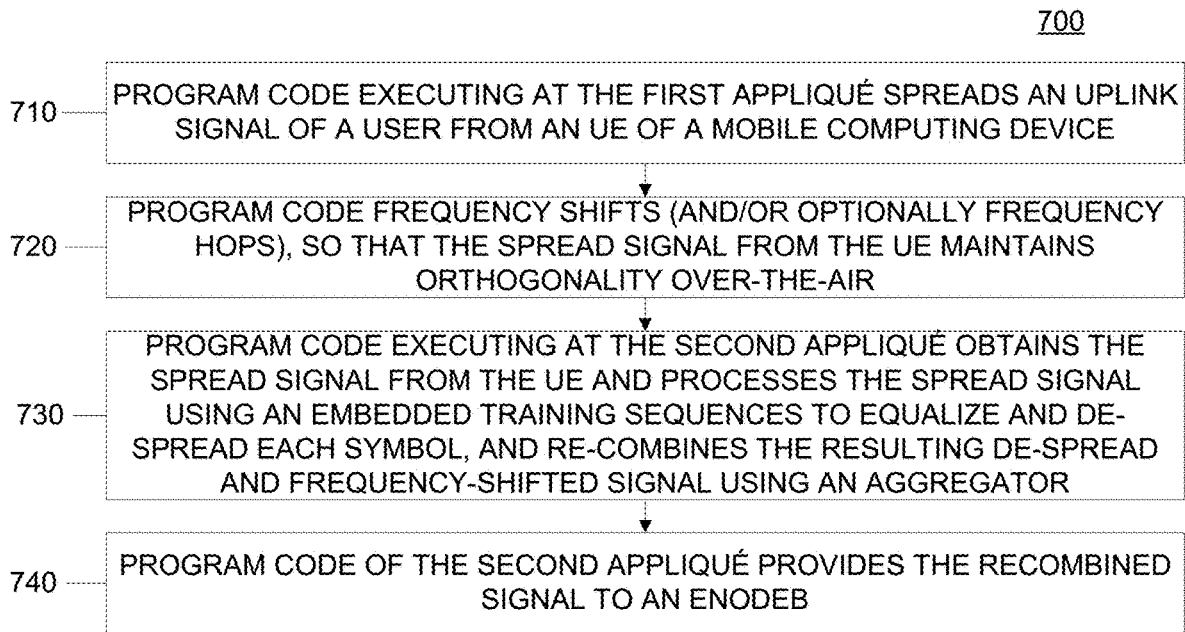 700
710
PROGRAM CODE EXECUTING AT THE FIRST APPLIQUÉ SPREADS AN UPLINK
SIGNAL OF A USER FROM AN UE OF A MOBILE COMPUTING DEVICE
720
PROGRAM CODE FREQUENCY SHIFTS (AND/OR OPTIONALLY FREQUENCY
HOPS), SO THAT THE SPREAD SIGNAL FROM THE UE MAINTAINS
ORTHOGONALITY OVER-THE-AIR
730
PROGRAM CODE EXECUTING AT THE SECOND APPLIQUÉ OBTAINS THE
SPREAD SIGNAL FROM THE UE AND PROCESSES THE SPREAD SIGNAL
USING AN EMBEDDED TRAINING SEQUENCES TO EQUALIZE AND DE-
SPREAD EACH SYMBOL, AND RE-COMBINES THE RESULTING DE-SPREAD
AND FREQUENCY-SHIFTED SIGNAL USING AN AGGREGATOR
740
PROGRAM CODE OF THE SECOND APPLIQUÉ PROVIDES THE RECOMBINED
SIGNAL TO AN ENODEB